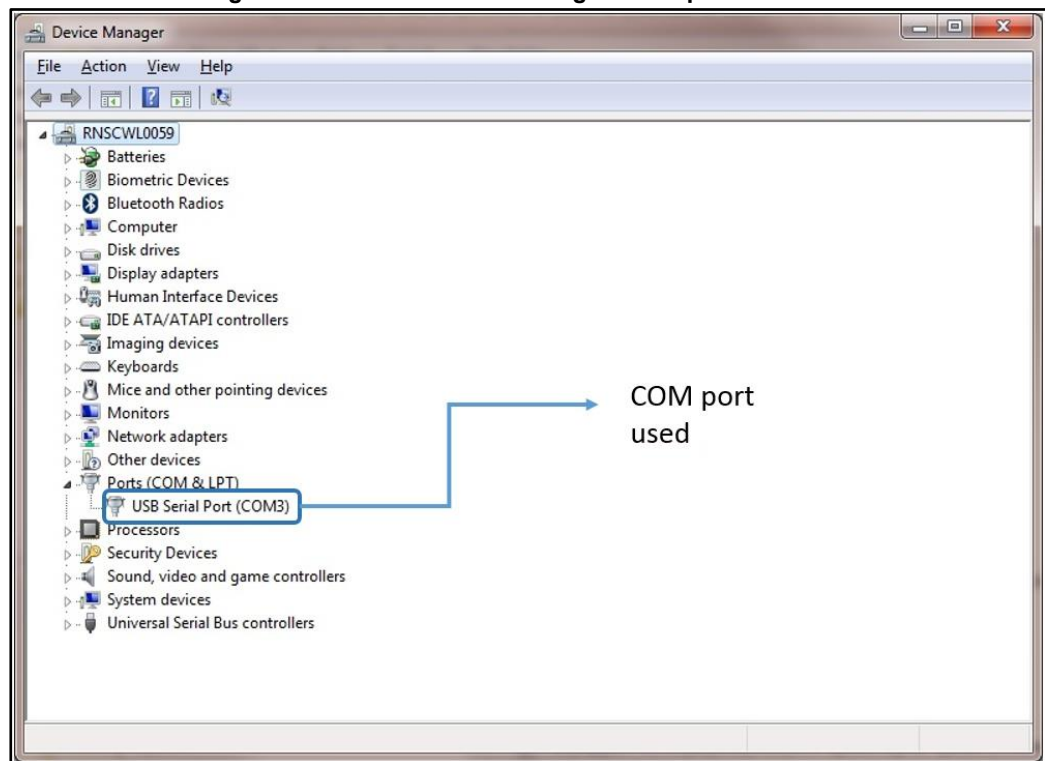 Device Manager
File Action View Help
RNSCWL0059
Batteries
Biometric Devices
Bluetooth Radios
Computer
Disk drives
Display adapters
Human Interface Devices
IDE ATA/ATAPI controllers
Imaging devices
Keyboards
Mice and other pointing devices
Monitors
Network adapters
Other devices
Ports (COM & LPT)
USB Serial Port (COM3)
Processors
Security Devices
Sound, video and game controllers
System devices
Universal Serial Bus controllers
COM port
used